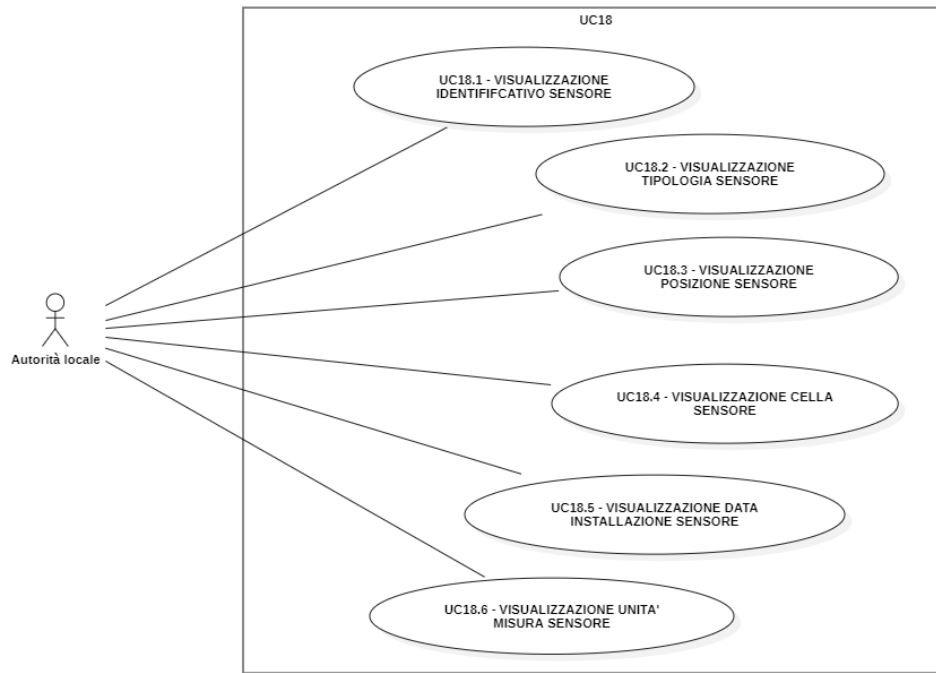 UC18
UC18.1 - VISUALIZZAZIONE
IDENTIFIFCATIVO SENSORE
UC18.2 - VISUALIZZAZIONE
TIPOLOGIA SENSORE
UC18.3 - VISUALIZZAZIONE
POSIZIONE SENSORE
Autorità locale
UC18.4 - VISUALIZZAZIONE CELLA
SENSORE
UC18.5 - VISUALIZZAZIONE DATA
INSTALLAZIONE SENSORE
UC18.6 - VISUALIZZAZIONE UNITA'
MISURA SENSORE